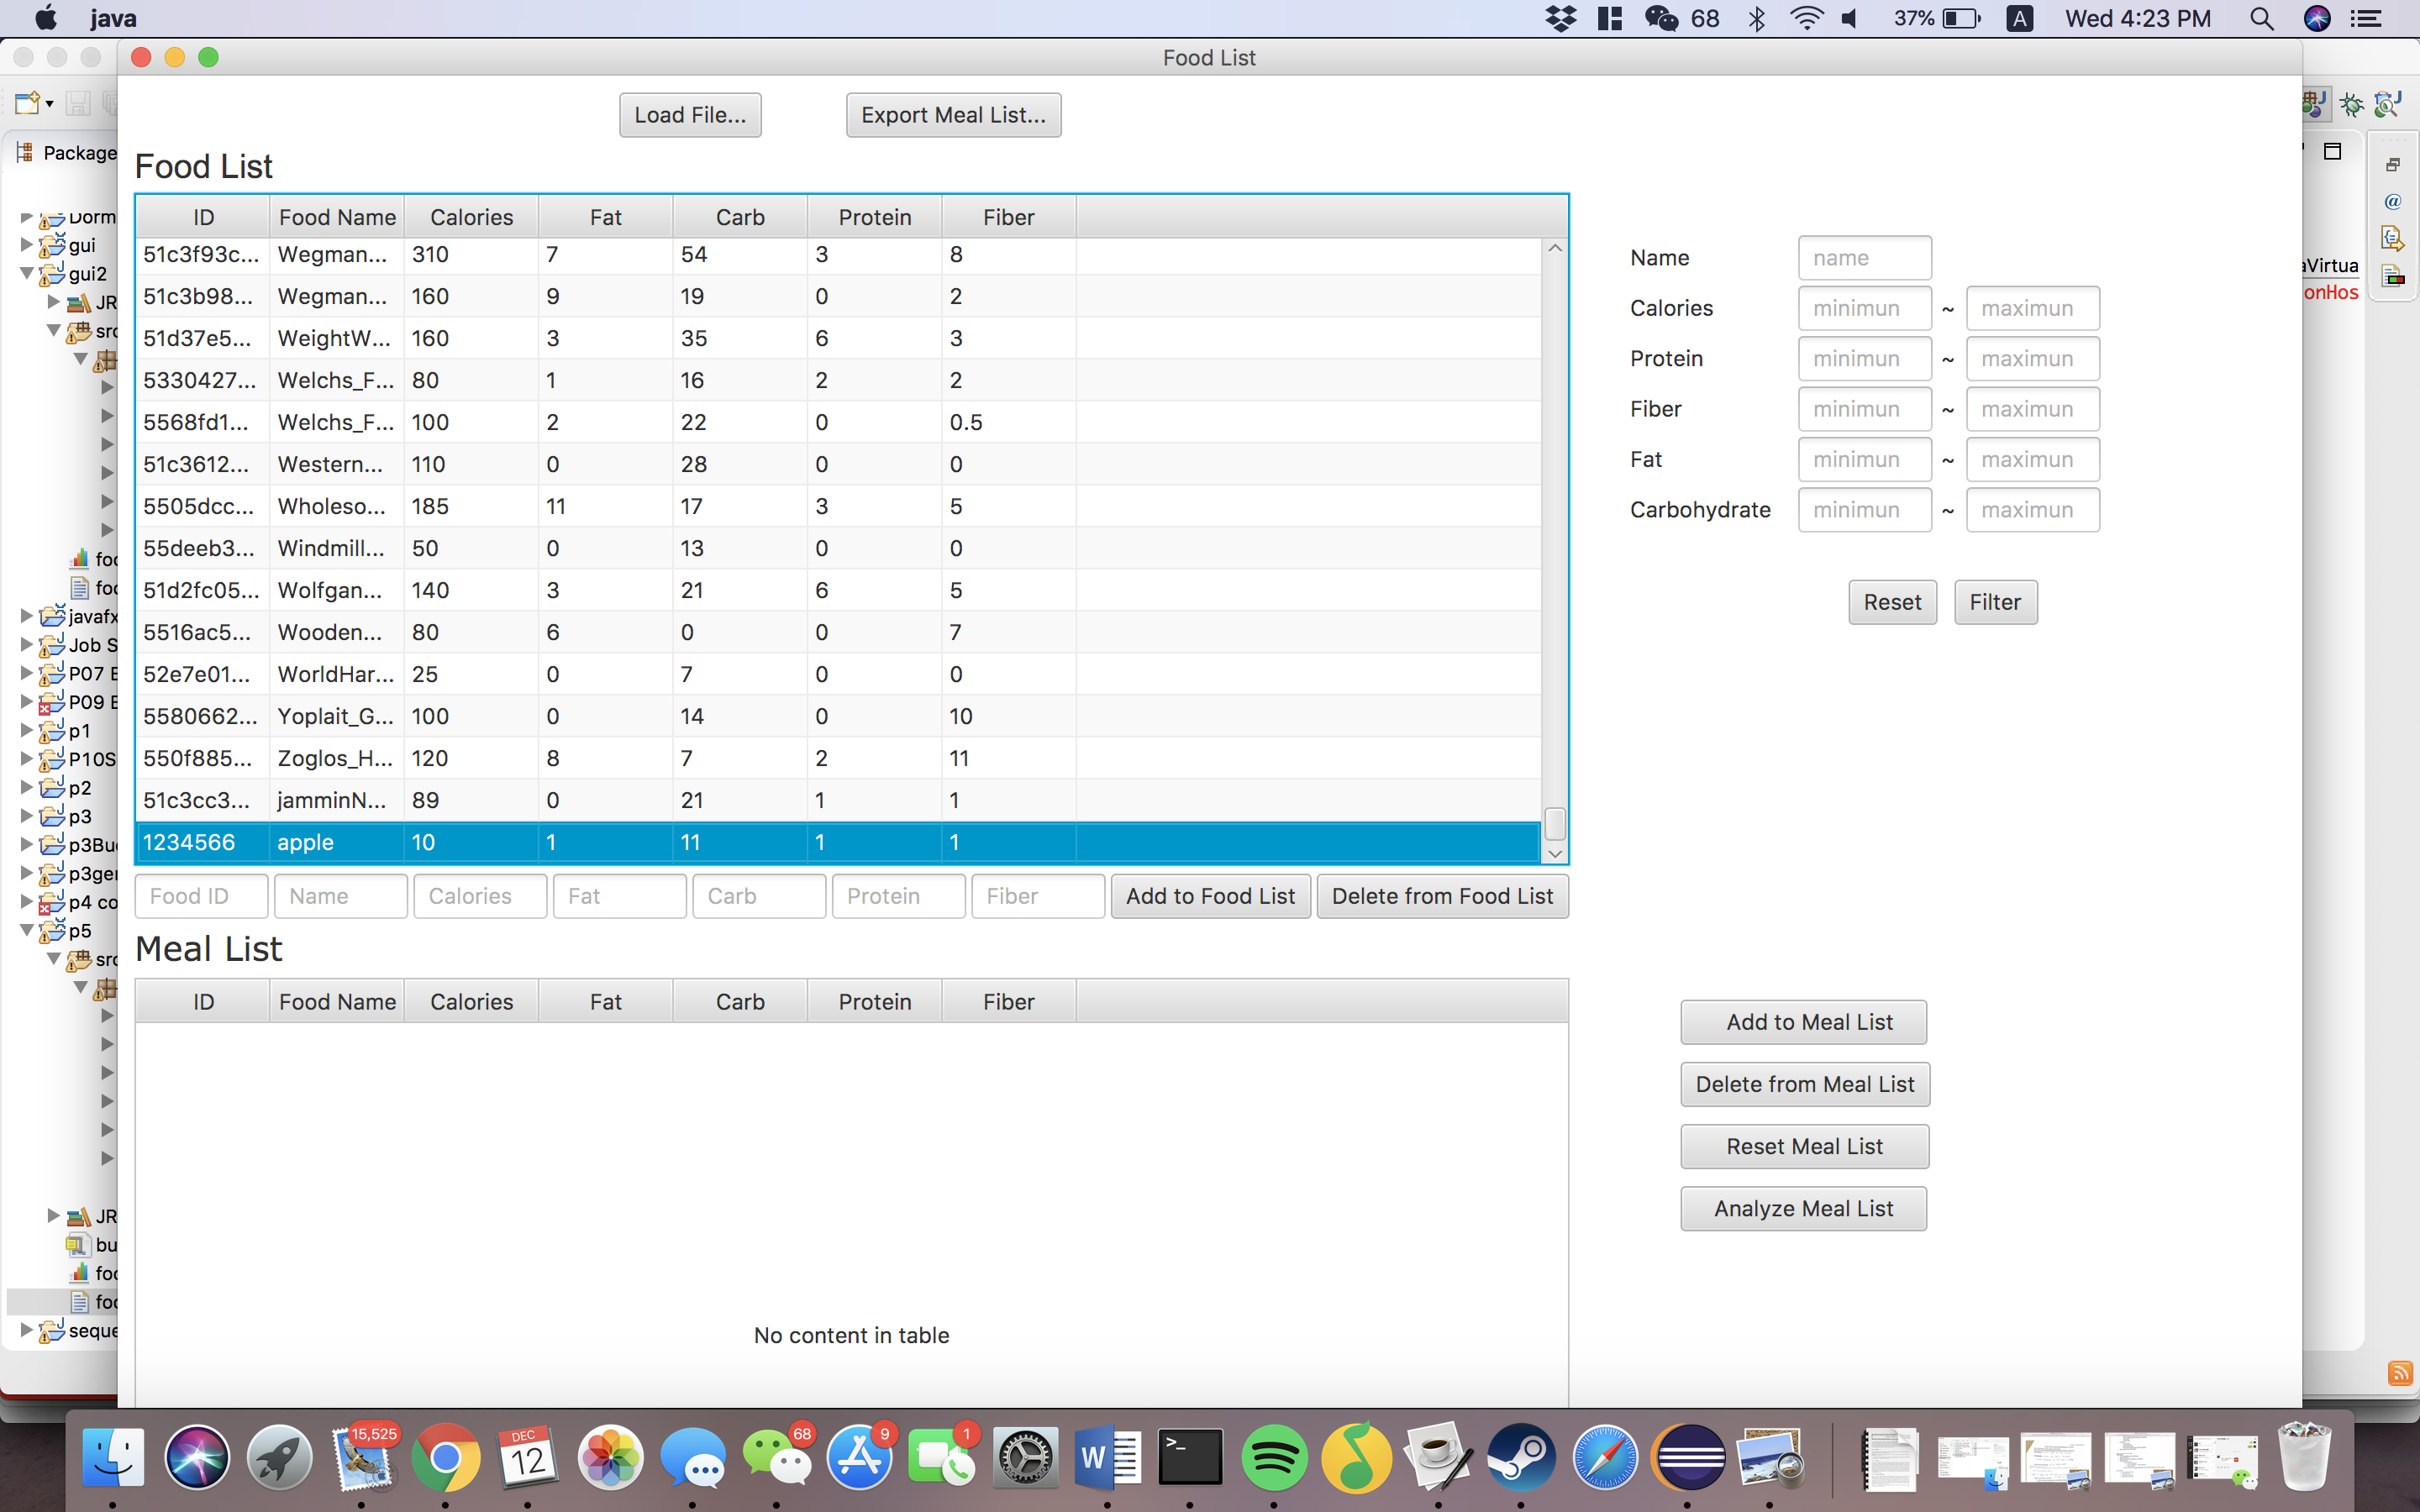 java 68 37% A Wed 4:23 PM
Food List
Load File... Export Meal List...
Package
Food List
ID Food Name Calories Fat Carb Protein Fiber
51c3f93c... Wegman... 310 7 54 3 8
51c3b98... Wegman... 160 9 19 0 2
51d37e5... WeightW... 160 3 35 6 3
5330427... Welchs_F... 80 1 16 2 2
5568fd1... Welchs_F... 100 2 22 0 0.5
51c3612... Western... 110 0 28 0 0
5505dcc... Wholeso... 185 11 17 3 5
55deeb3... Windmill... 50 0 13 0 0
51d2fc05... Wolfgan... 140 3 21 6 5
5516ac5... Wooden... 80 6 0 0 7
52e7e01... WorldHar... 25 0 7 0 0
5580662... Yoplait_G... 100 0 14 0 10
550f885... Zoglos_H... 120 8 7 2 11
51c3cc3... jamminN... 89 0 21 1 1
1234566 apple 10 1 11 1 1
Food ID Name Calories Fat Carb Protein Fiber Add to Food List Delete from Food List
Name name
Calories minimun ~ maximun
Protein minimun ~ maximun
Fiber minimun ~ maximun
Fat minimun ~ maximun
Carbohydrate minimun ~ maximun
Reset Filter
aVirtua
onHos
Meal List
ID Food Name Calories Fat Carb Protein Fiber
No content in table
Add to Meal List
Delete from Meal List
Reset Meal List
Analyze Meal List
Dorm
gui
gui2
JR
src
foo
foo
javafx
Job S
P07 E
P09 E
p1
P10S
p2
p3
p3Bu
p3ger
p4 co
p5
src
JR
bu
foo
foo
seque
15,525 DEC 12 68 9 1 W >_